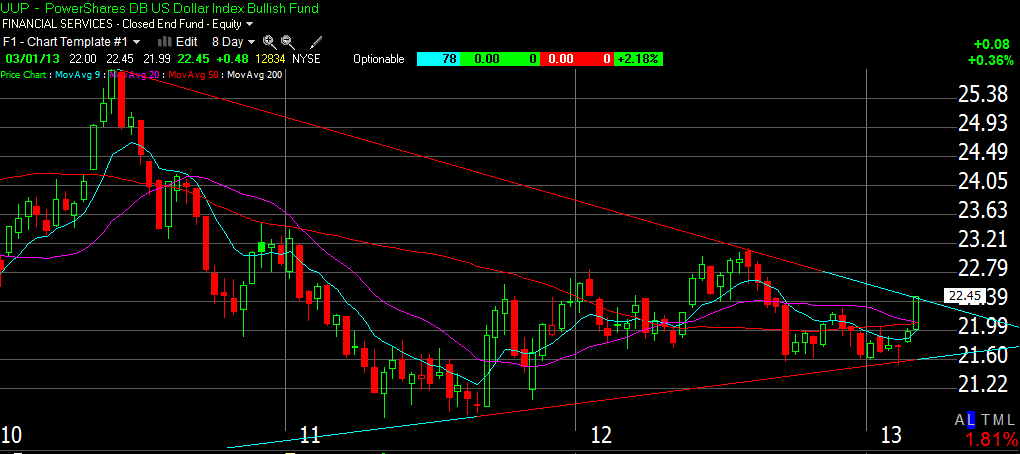 UUP - PowerShares DB US Dollar Index Bullish Fund
FINANCIAL SERVICES - Closed End Fund - Equity
F1 - Chart Template #1 Edit 8 Day
03/01/13 22.00 22.45 21.99 22.45 +0.48 12834 NYSE Optionable 78 0.00 0 0.00 0 +2.18%
+0.08
+0.36%
Price Chart : MovAvg 9 : MovAvg 20 : MovAvg 50 : MovAvg 200
25.38
24.93
24.49
24.05
23.63
23.21
22.79
22.45 39
21.99
21.60
21.22
A L T M L
10 11 12 13
1.81%